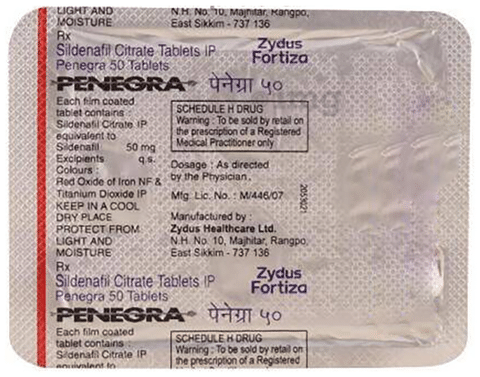 LIGHT AND
MOISTURE
N.H. No. 10, Majhitar, Rangpo,
East Sikkim - 737 136
Rx
Sildenafil Citrate Tablets IP
Penegra 50 Tablets
Zydus
Fortiza
PENEGRA पेनेग्रा ५०
Each film coated
tablet contains :
Sildenafil Citrate IP
equivalent to
Sildenafil 50 mg
Excipients q.s.
Colours :
Red Oxide of Iron NF &
Titanium Dioxide IP
KEEP IN A COOL
DRY PLACE
PROTECT FROM
LIGHT AND
MOISTURE
SCHEDULE H DRUG
Warning : To be sold by retail on
the prescription of a Registered
Medical Practitioner only
Dosage : As directed
by the Physician.
Mfg. Lic. No. : M/446/07
Manufactured by :
Zydus Healthcare Ltd.
N.H. No. 10, Majhitar, Rangpo,
East Sikkim - 737 136
2053021
Rx
Sildenafil Citrate Tablets IP
Penegra 50 Tablets
Zydus
Fortiza
PENEGRA पेनेग्रा ५०
Each film coated
tablet contains :
Sildenafil Citrate IP
equivalent to
SCHEDULE H DRUG
Warning : To be sold by retail on
the prescription of a Registered